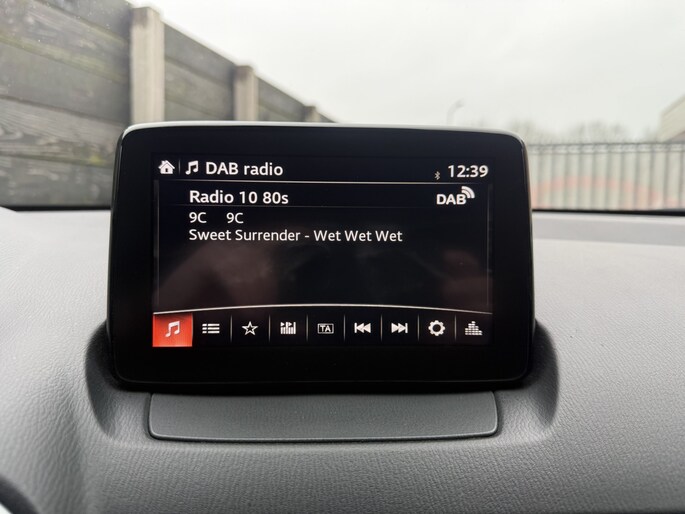 DAB radio
12:39
Radio 10 80s
DAB
9C 9C
Sweet Surrender - Wet Wet Wet
TA